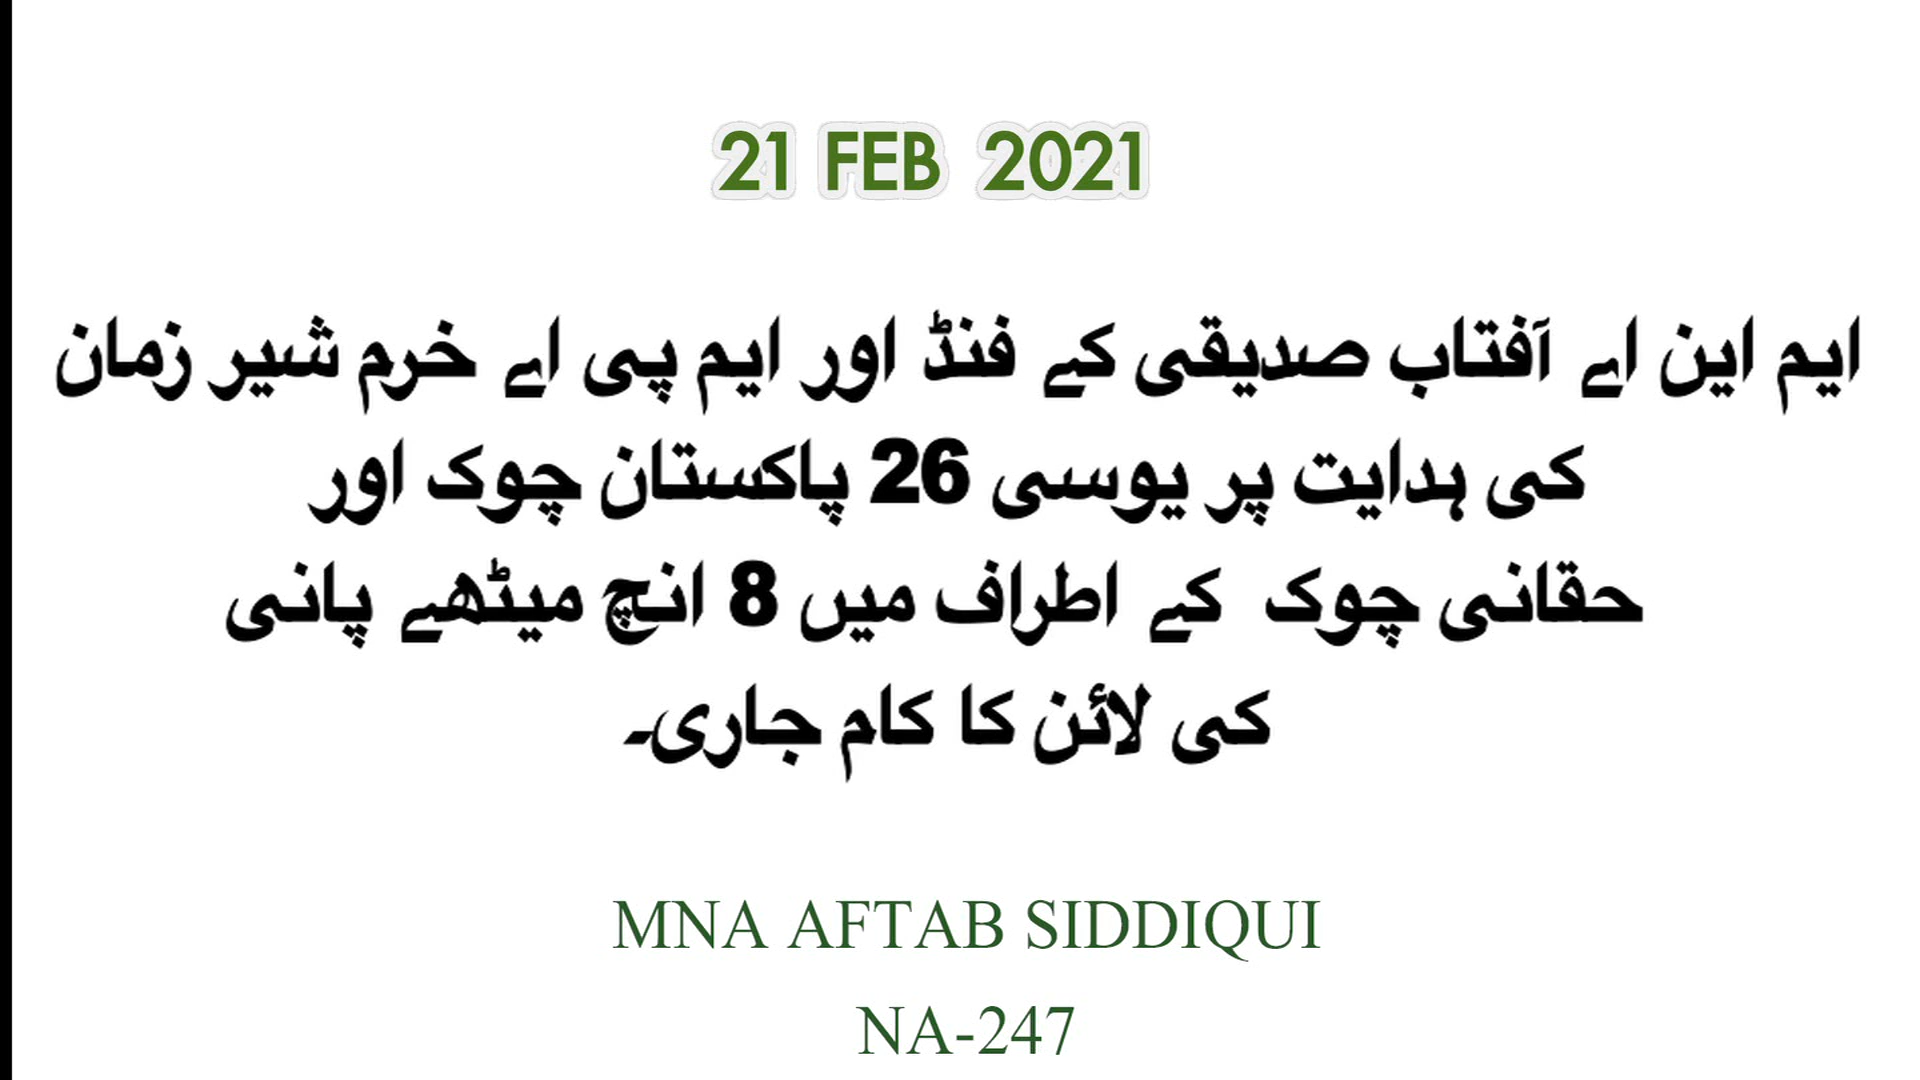 21 FEB 2021
ایم این اے آفتاب صدیقی کے فنڈ اور ایم پی اے خرم شیر زمان
کی ہدایت پر یوسی 26 پاکستان چوک اور
حقانی چوک کے اطراف میں 8 انچ میٹھے پانی
کی لائن کا کام جاری۔
MNA AFTAB SIDDIQUI
NA-247